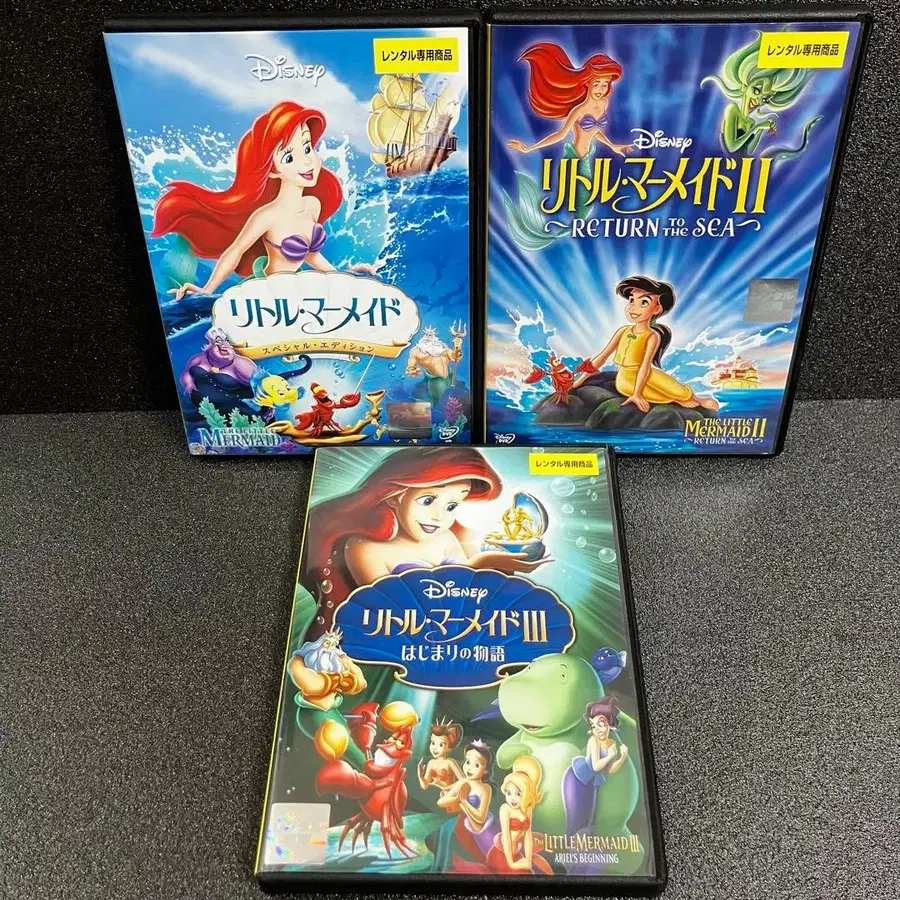 Disney
レンタル専用商品
リトル・マーメイド
スペシャル・エディション
THE LITTLE
MERMAID
Disney
DVD
レンタル専用商品
Disney
リトル・マーメイドII
～RETURN TO THE SEA～
THE LITTLE
MERMAID II
～RETURN TO THE SEA～
Disney
DVD
レンタル専用商品
Disney
リトル・マーメイドIII
はじまりの物語
THE LITTLE MERMAID III
ARIEL'S BEGINNING